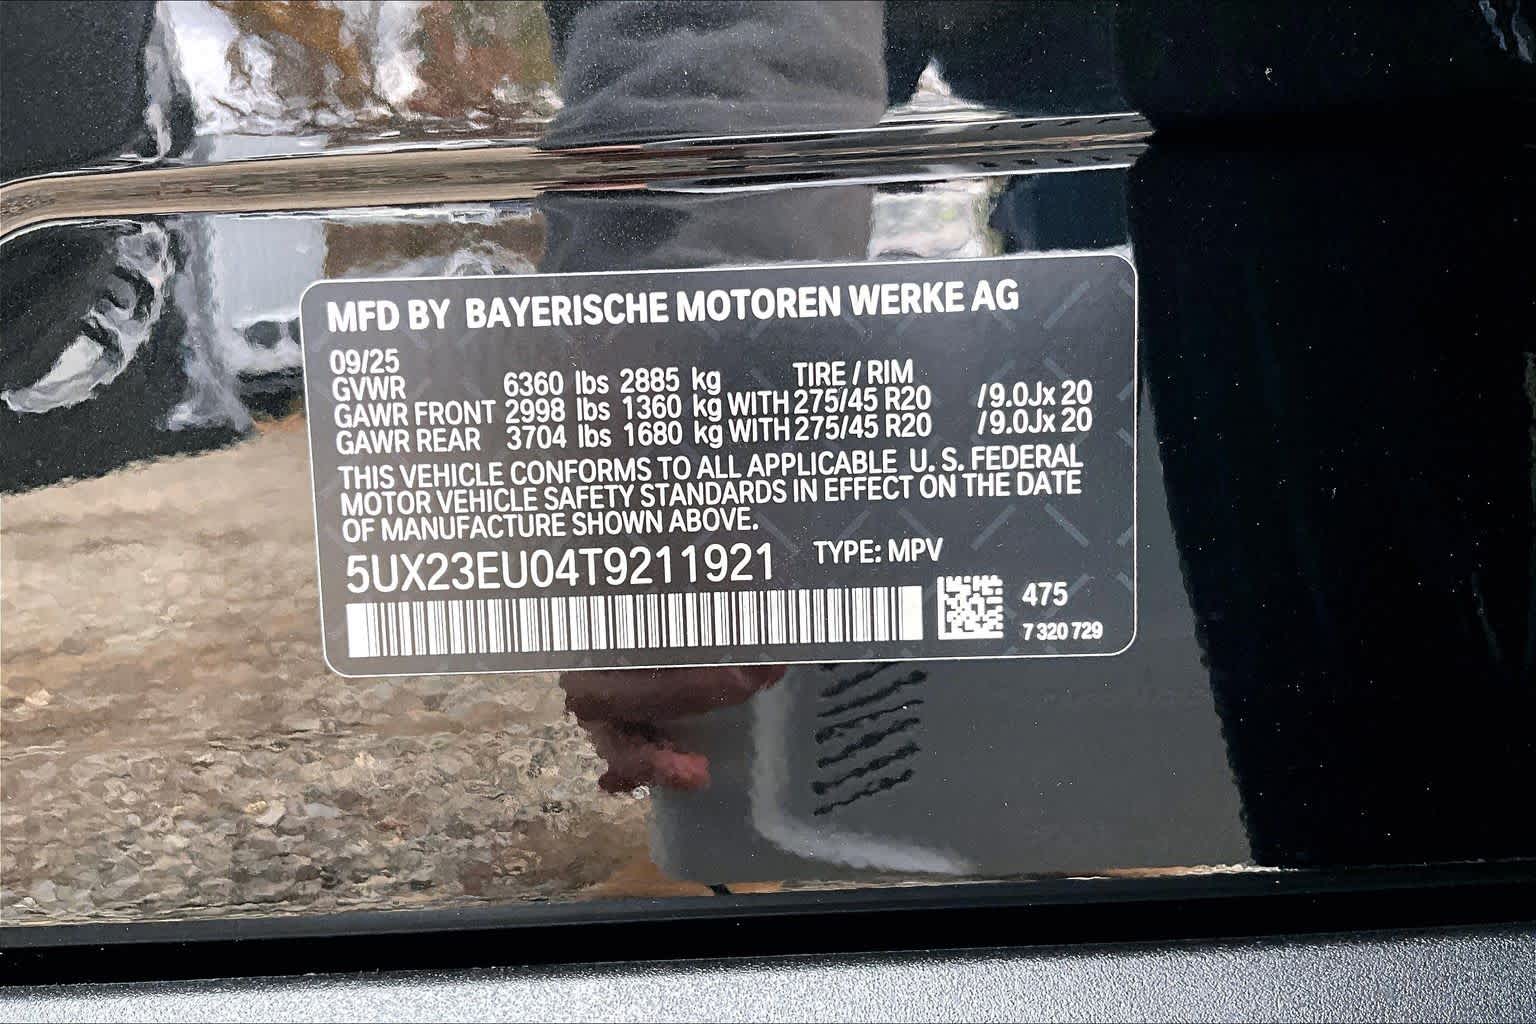 MFD BY BAYERISCHE MOTOREN WERKE AG
09/25
GVWR 6360 lbs 2885 kg TIRE / RIM
GAWR FRONT 2998 lbs 1360 kg WITH 275/45 R20 /9.0Jx 20
GAWR REAR 3704 lbs 1680 kg WITH 275/45 R20 /9.0Jx 20
THIS VEHICLE CONFORMS TO ALL APPLICABLE U. S. FEDERAL
MOTOR VEHICLE SAFETY STANDARDS IN EFFECT ON THE DATE
OF MANUFACTURE SHOWN ABOVE.
5UX23EU04T9211921 TYPE: MPV
475
7 320 729